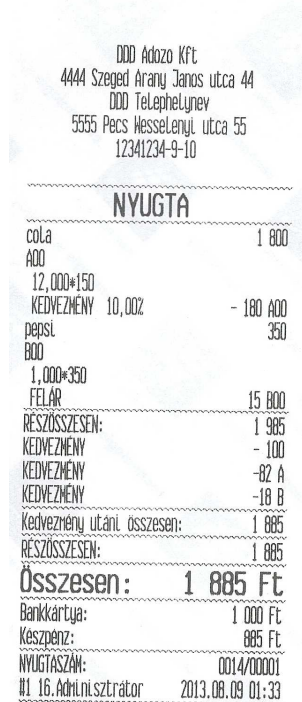 DDD Adozo Kft
4444 Szeged Arany Janos utca 44
DDD Telephelynev
5555 Pecs Wesselenyi utca 55
12341234-9-10
NYUGTA
cola 1 800
A00
12,000*150
KEDVEZMÉNY 10,00% - 180 A00
pepsi 350
B00
1,000*350
FELÁR 15 B00
RÉSZÖSSZESEN: 1 985
KEDVEZMÉNY - 100
KEDVEZMÉNY -82 A
KEDVEZMÉNY -18 B
Kedvezmény utáni összesen: 1 885
RÉSZÖSSZESEN: 1 885
Összesen: 1 885 Ft
Bankkártya: 1 000 Ft
Készpénz: 885 Ft
NYUGTASZÁM: 0014/00001
#1 16.Adminisztrátor 2013.08.09 01:33